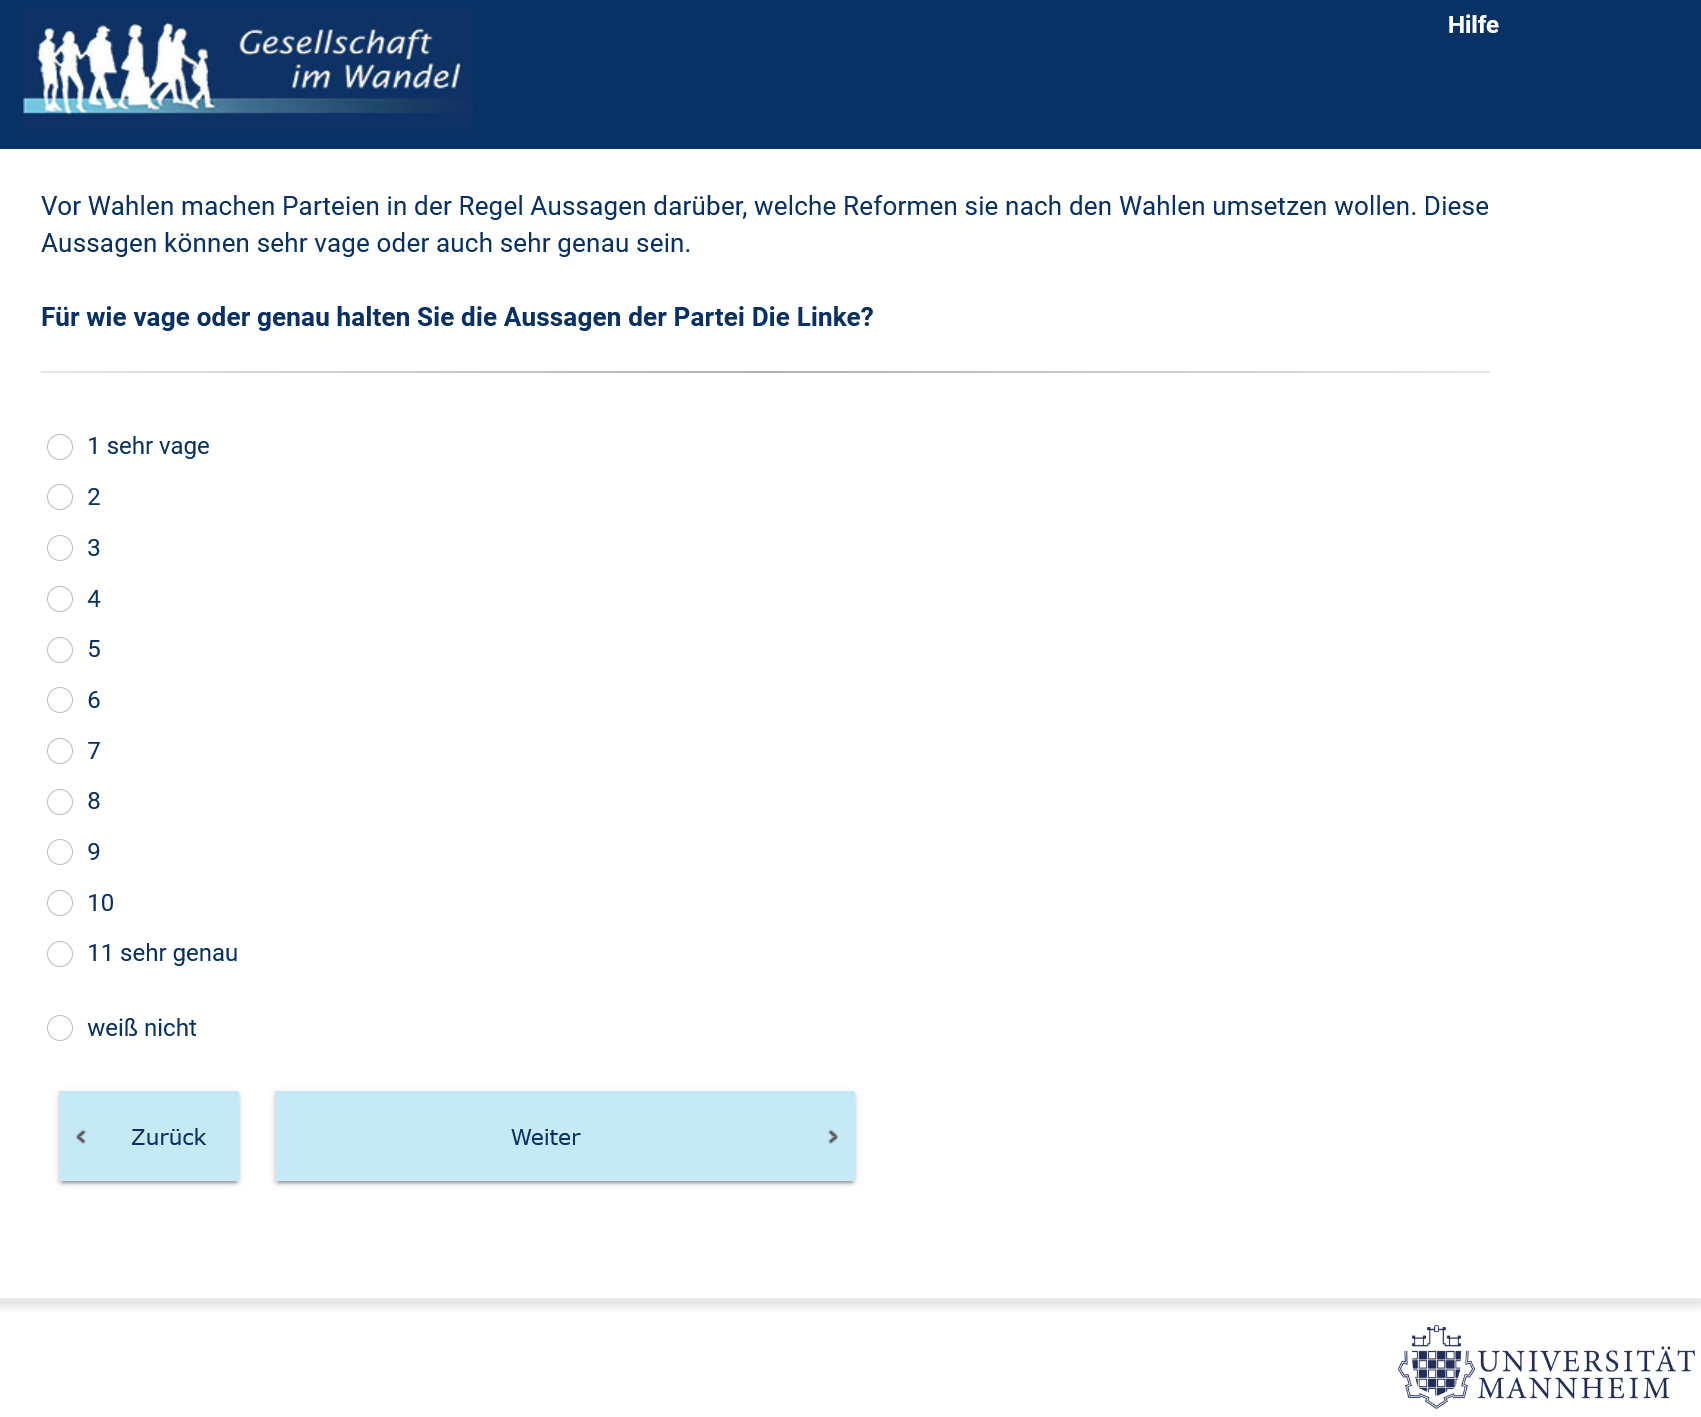 Gesellschaft
im Wandel
Hilfe
Vor Wahlen machen Parteien in der Regel Aussagen darüber, welche Reformen sie nach den Wahlen umsetzen wollen. Diese
Aussagen können sehr vage oder auch sehr genau sein.
Für wie vage oder genau halten Sie die Aussagen der Partei Die Linke?
1 sehr vage
2
3
4
5
6
7
8
9
10
11 sehr genau
weiß nicht
Zurück
Weiter
UNIVERSITÄT
MANNHEIM